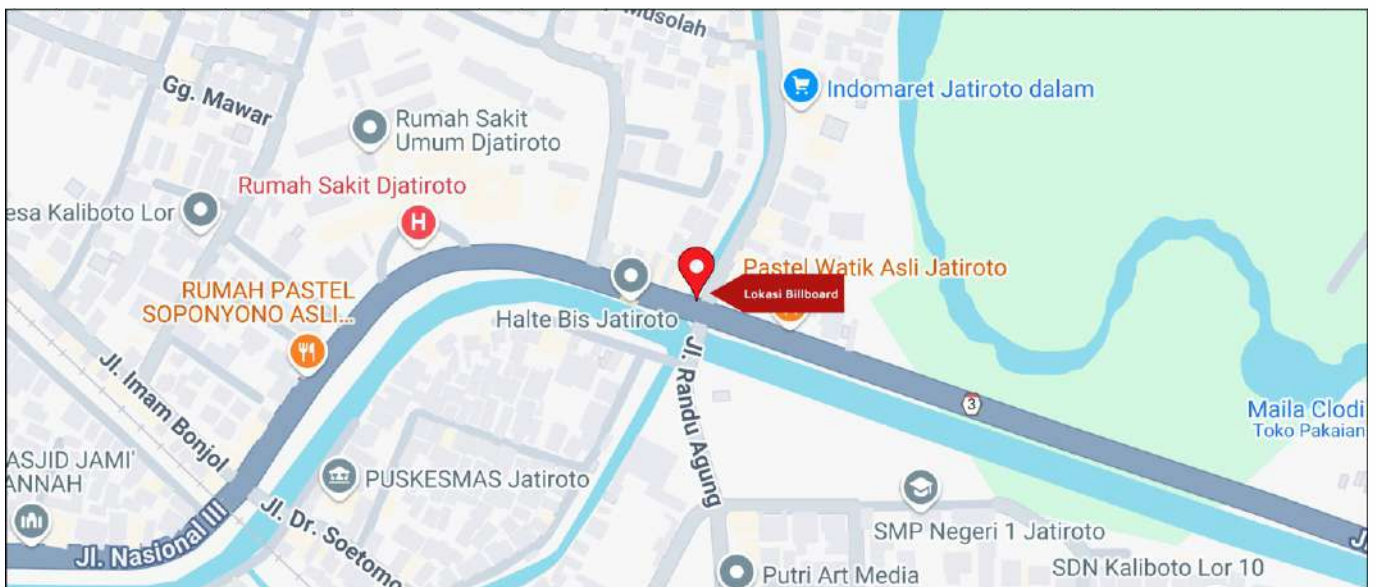 Musolah
Gg. Mawar
Indomaret Jatiroto dalam
Rumah Sakit
Umum Djatiroto
Rumah Sakit Djatiroto
H
esa Kaliboto Lor
Pastel Watik Asli Jatiroto
Lokasi Billboard
RUMAH PASTEL
SOPONYONO ASLI...
Halte Bis Jatiroto
Jl. Imam Bonjol
Jl. Randu Agung
3
Maila Clodi
Toko Pakaian
ASJID JAMI'
ANNAH
PUSKESMAS Jatiroto
Jl. Nasional III
Jl. Dr. Soetomo
SMP Negeri 1 Jatiroto
Putri Art Media
SDN Kaliboto Lor 10